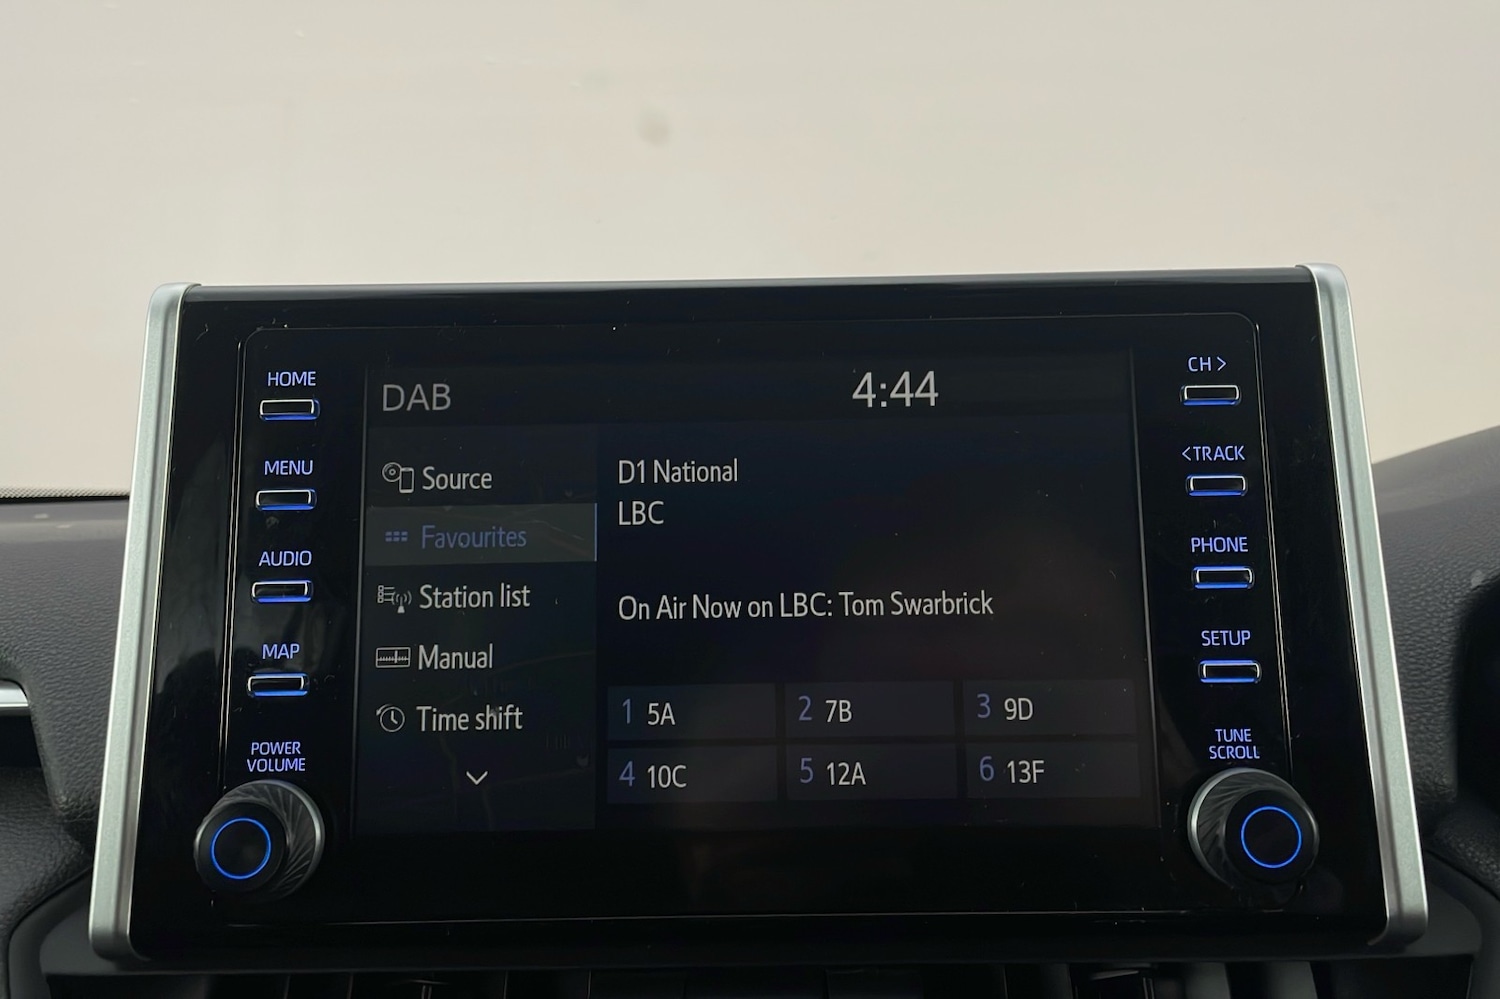 HOME
MENU
AUDIO
MAP
POWER
VOLUME
DAB
4:44
Source
Favourites
Station list
Manual
Time shift
D1 National
LBC
On Air Now on LBC: Tom Swarbrick
1 5A
2 7B
3 9D
4 10C
5 12A
6 13F
CH >
< TRACK
PHONE
SETUP
TUNE
SCROLL